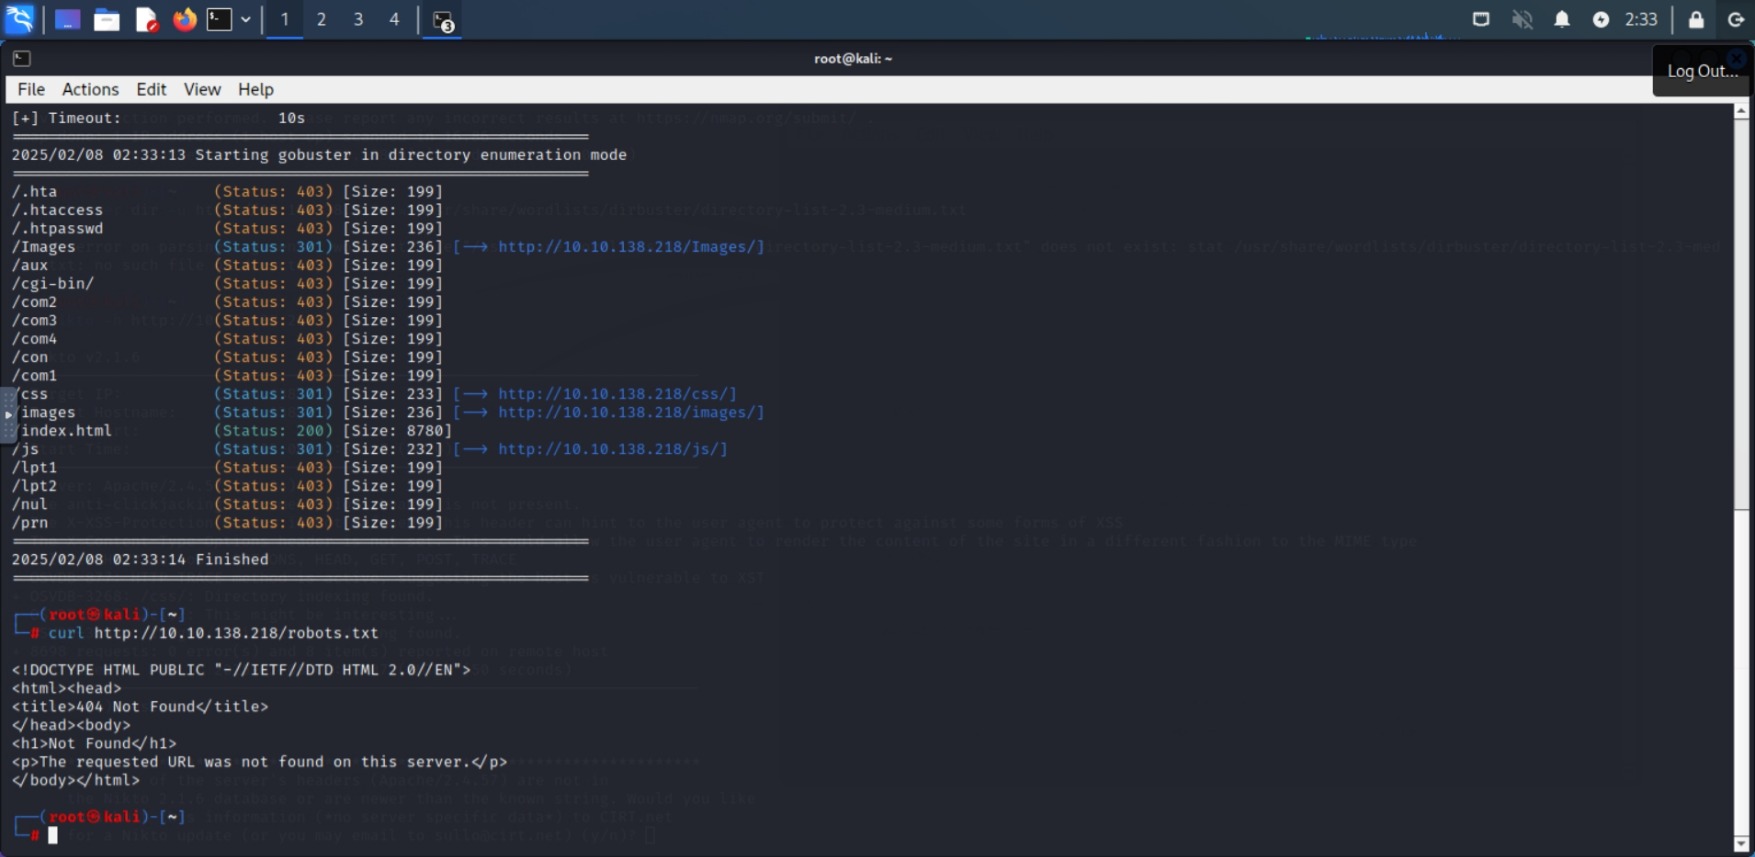 1 2 3 4 3 2:33
root@kali: ~
Log Out...
File Actions Edit View Help
[+] Timeout: 10s
2025/02/08 02:33:13 Starting gobuster in directory enumeration mode
/.hta (Status: 403) [Size: 199]
/.htaccess (Status: 403) [Size: 199]
/.htpasswd (Status: 403) [Size: 199]
/Images (Status: 301) [Size: 236] [--> http://10.10.138.218/Images/]
/aux (Status: 403) [Size: 199]
/cgi-bin/ (Status: 403) [Size: 199]
/com2 (Status: 403) [Size: 199]
/com3 (Status: 403) [Size: 199]
/com4 (Status: 403) [Size: 199]
/con (Status: 403) [Size: 199]
/com1 (Status: 403) [Size: 199]
/css (Status: 301) [Size: 233] [--> http://10.10.138.218/css/]
/images (Status: 301) [Size: 236] [--> http://10.10.138.218/images/]
/index.html (Status: 200) [Size: 8780]
/js (Status: 301) [Size: 232] [--> http://10.10.138.218/js/]
/lpt1 (Status: 403) [Size: 199]
/lpt2 (Status: 403) [Size: 199]
/nul (Status: 403) [Size: 199]
/prn (Status: 403) [Size: 199]
2025/02/08 02:33:14 Finished
(root㉿kali)-[~]
# curl http://10.10.138.218/robots.txt
<!DOCTYPE HTML PUBLIC "-//IETF//DTD HTML 2.0//EN">
<html><head>
<title>404 Not Found</title>
</head><body>
<h1>Not Found</h1>
<p>The requested URL was not found on this server.</p>
</body></html>
(root㉿kali)-[~]
#